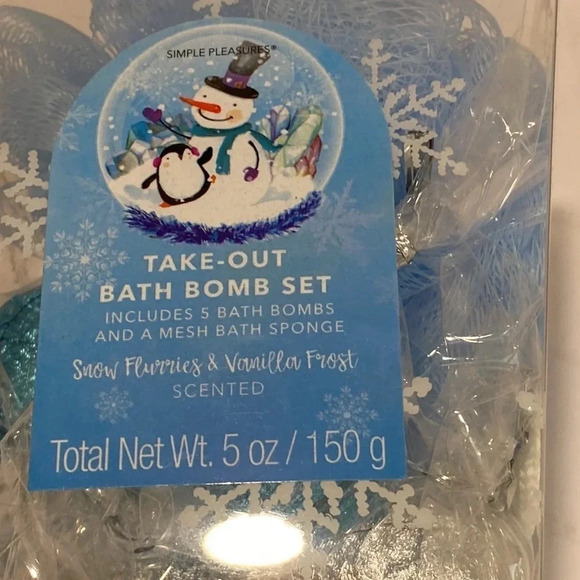 SIMPLE PLEASURES®
TAKE-OUT
BATH BOMB SET
INCLUDES 5 BATH BOMBS
AND A MESH BATH SPONGE
Snow Flurries & Vanilla Frost
SCENTED
Total Net Wt. 5 oz / 150 g